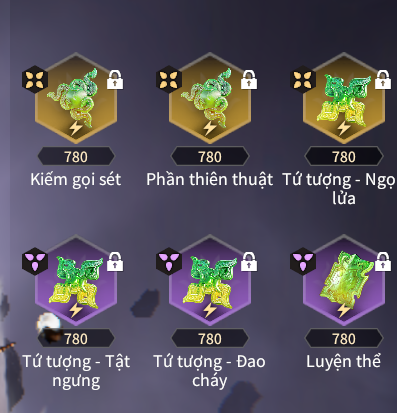 780 780 780
Kiếm gọi sét Phần thiên thuật Tứ tượng - Ngọ
lửa
780 780 780
Tứ tượng - Tật Tứ tượng - Đao Luyện thể
ngưng cháy